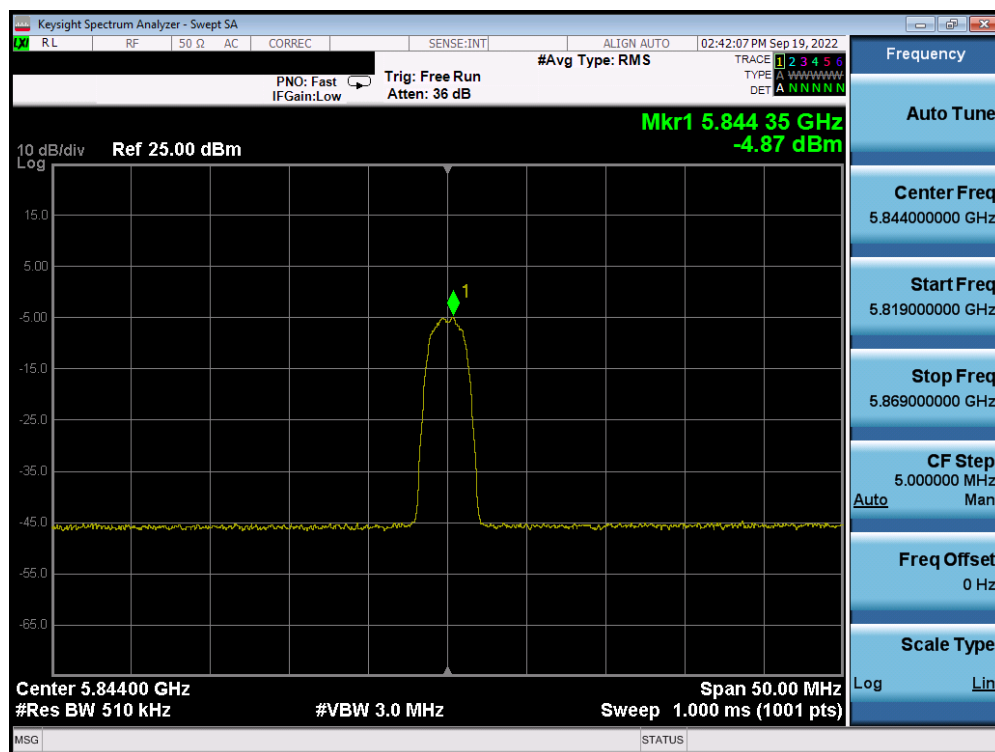 Keysight Spectrum Analyzer - Swept SA
LXI RL RF 50 Ω AC CORREC SENSE:INT ALIGN AUTO 02:42:07 PM Sep 19, 2022
#Avg Type: RMS
TRACE 1 2 3 4 5 6
TYPE A WWWWW
DET A N N N N N
PNO: Fast
IFGain:Low
Trig: Free Run
Atten: 36 dB
Mkr1 5.844 35 GHz
-4.87 dBm
10 dB/div
Log
Ref 25.00 dBm
15.0
5.00
-5.00
-15.0
-25.0
-35.0
-45.0
-55.0
-65.0
1
Center 5.84400 GHz
Span 50.00 MHz
#Res BW 510 kHz
#VBW 3.0 MHz
Sweep 1.000 ms (1001 pts)
MSG
STATUS
Frequency
Auto Tune
Center Freq
5.844000000 GHz
Start Freq
5.819000000 GHz
Stop Freq
5.869000000 GHz
CF Step
5.000000 MHz
Auto Man
Freq Offset
0 Hz
Scale Type
Log Lin